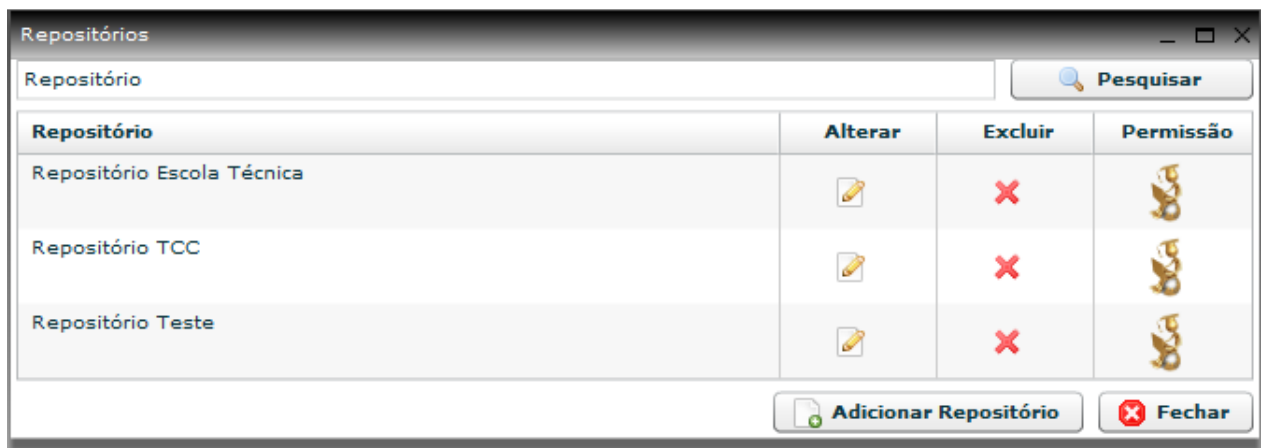 Repositórios
Repositório Pesquisar
Repositório Alterar Excluir Permissão
Repositório Escola Técnica
Repositório TCC
Repositório Teste
Adicionar Repositório Fechar